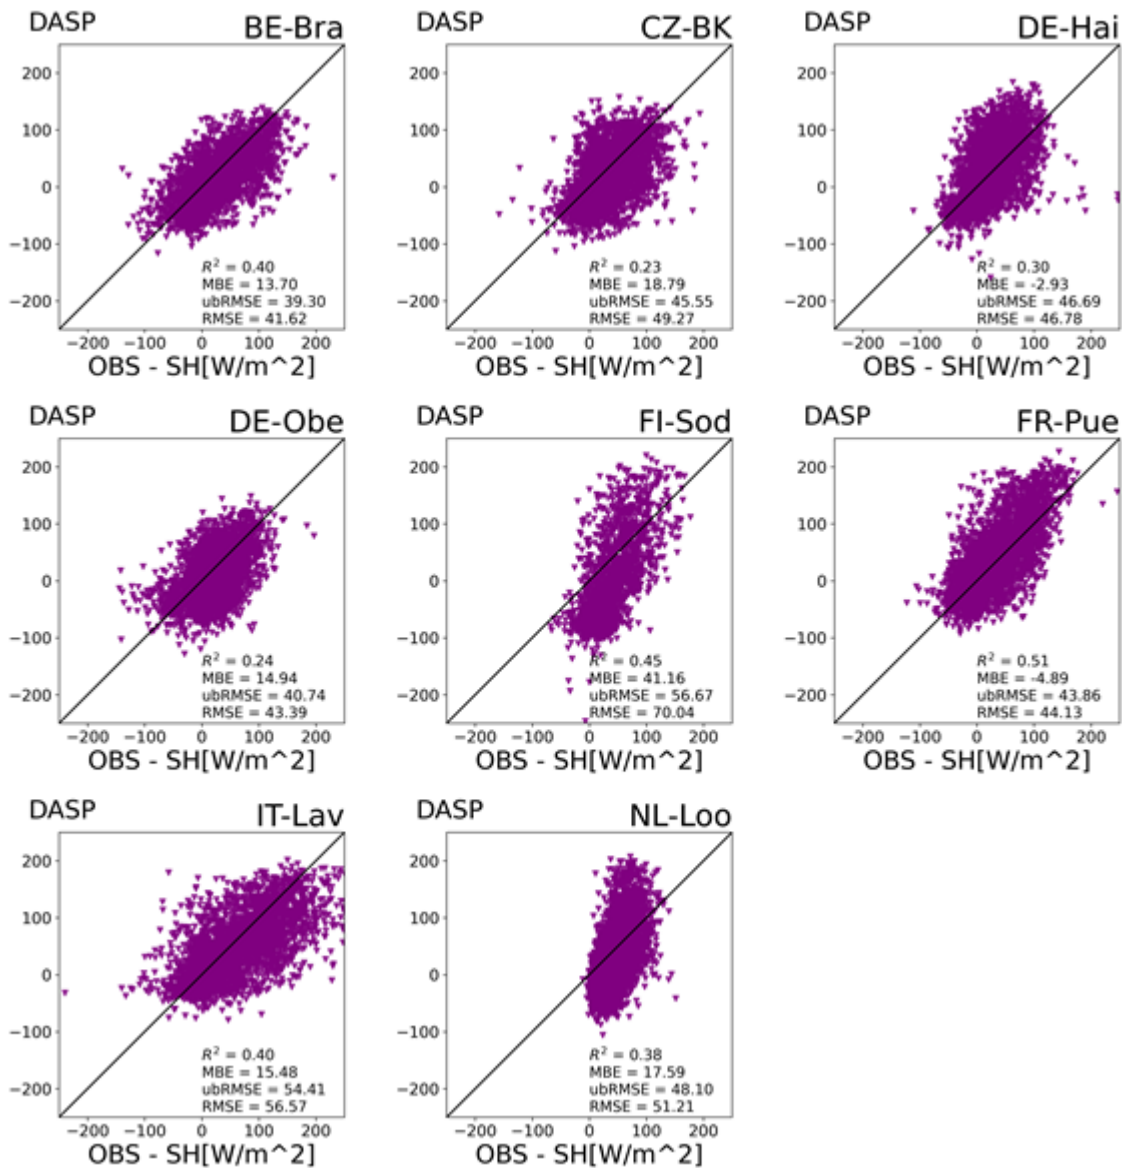 DASP BE-Bra
200
100
0
−100
−200
R² = 0.40
MBE = 13.70
ubRMSE = 39.30
RMSE = 41.62
−200 −100 0 100 200
OBS - SH[W/m^2]
DASP CZ-BK
200
100
0
−100
−200
R² = 0.23
MBE = 18.79
ubRMSE = 45.55
RMSE = 49.27
−200 −100 0 100 200
OBS - SH[W/m^2]
DASP DE-Hai
200
100
0
−100
−200
R² = 0.30
MBE = -2.93
ubRMSE = 46.69
RMSE = 46.78
−200 −100 0 100 200
OBS - SH[W/m^2]
DASP DE-Obe
200
100
0
−100
−200
R² = 0.24
MBE = 14.94
ubRMSE = 40.74
RMSE = 43.39
−200 −100 0 100 200
OBS - SH[W/m^2]
DASP FI-Sod
200
100
0
−100
−200
R² = 0.45
MBE = 41.16
ubRMSE = 56.67
RMSE = 70.04
−200 −100 0 100 200
OBS - SH[W/m^2]
DASP FR-Pue
200
100
0
−100
−200
R² = 0.51
MBE = -4.89
ubRMSE = 43.86
RMSE = 44.13
−200 −100 0 100 200
OBS - SH[W/m^2]
DASP IT-Lav
200
100
0
−100
−200
R² = 0.40
MBE = 15.48
ubRMSE = 54.41
RMSE = 56.57
−200 −100 0 100 200
OBS - SH[W/m^2]
DASP NL-Loo
200
100
0
−100
−200
R² = 0.38
MBE = 17.59
ubRMSE = 48.10
RMSE = 51.21
−200 −100 0 100 200
OBS - SH[W/m^2]